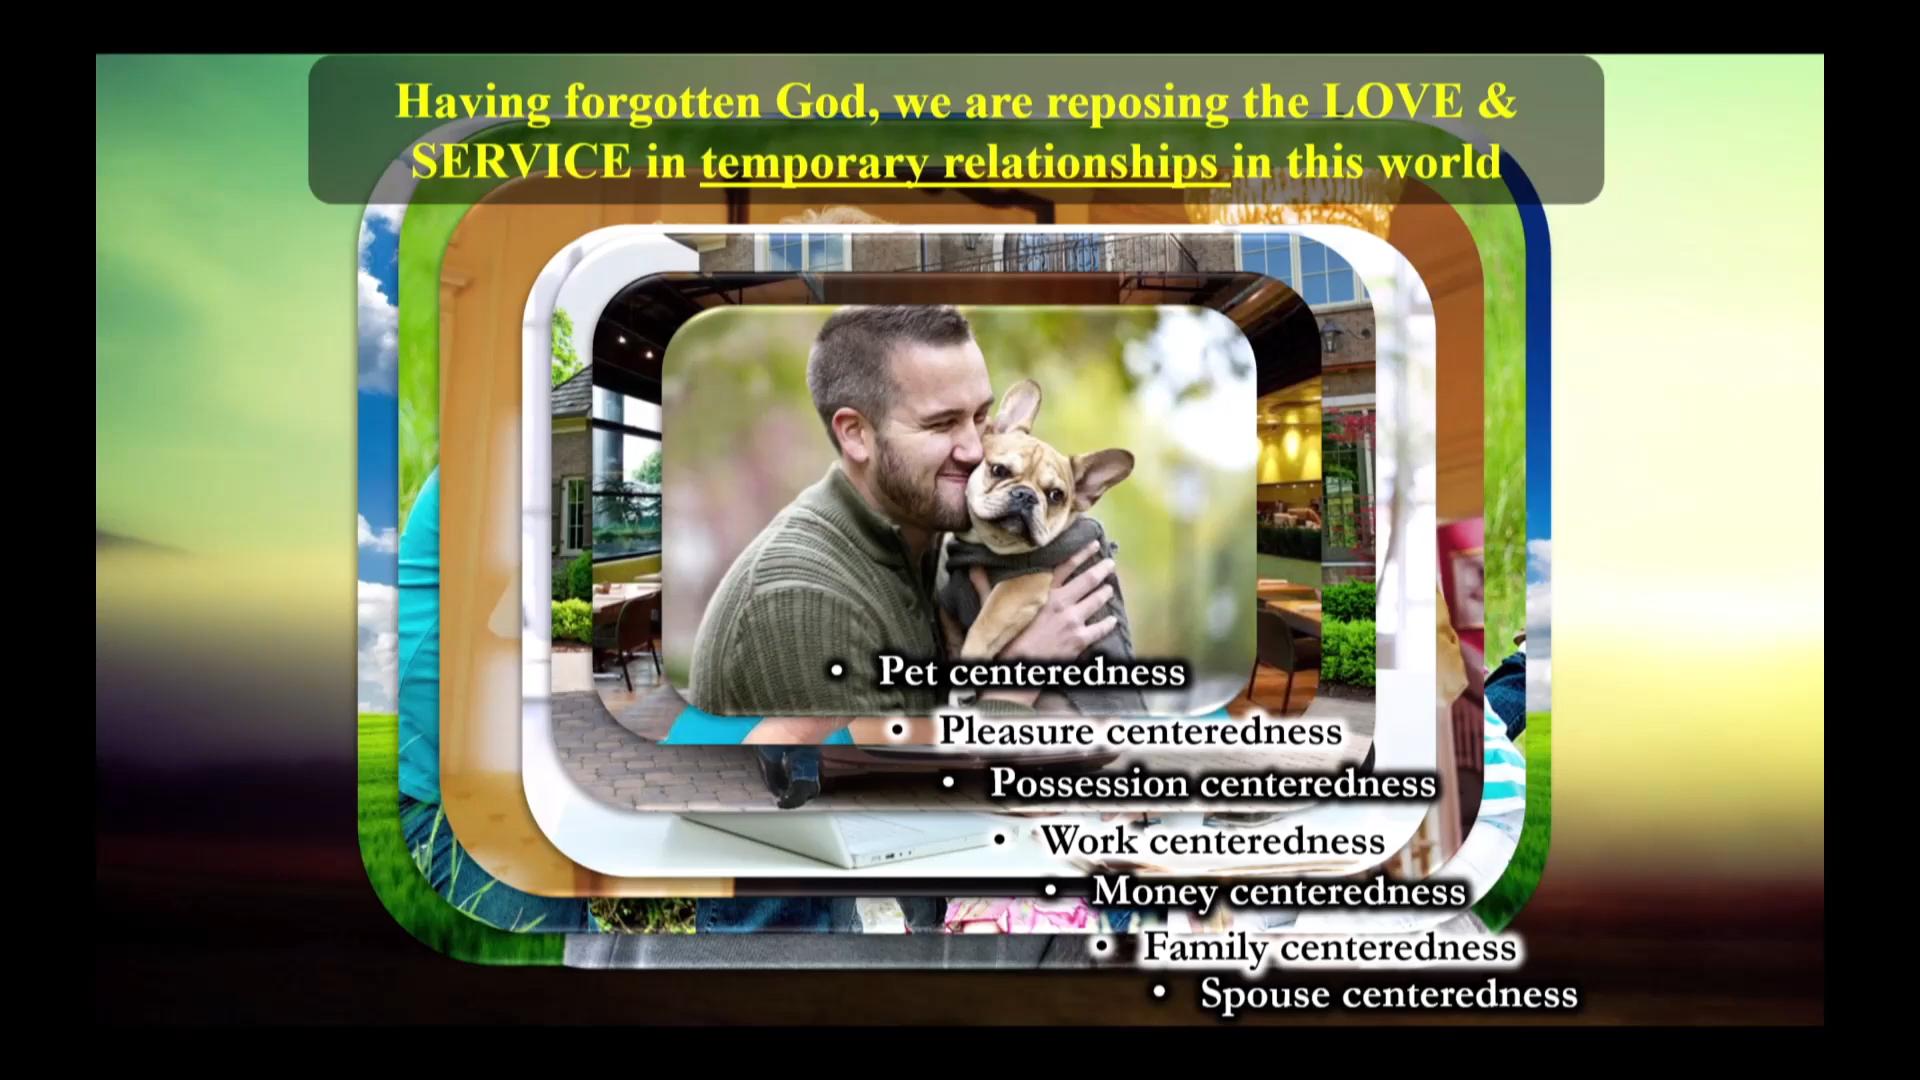 Having forgotten God, we are reposing the LOVE &
SERVICE in temporary relationships in this world
• Pet centeredness
• Pleasure centeredness
• Possession centeredness
• Work centeredness
• Money centeredness
• Family centeredness
• Spouse centeredness